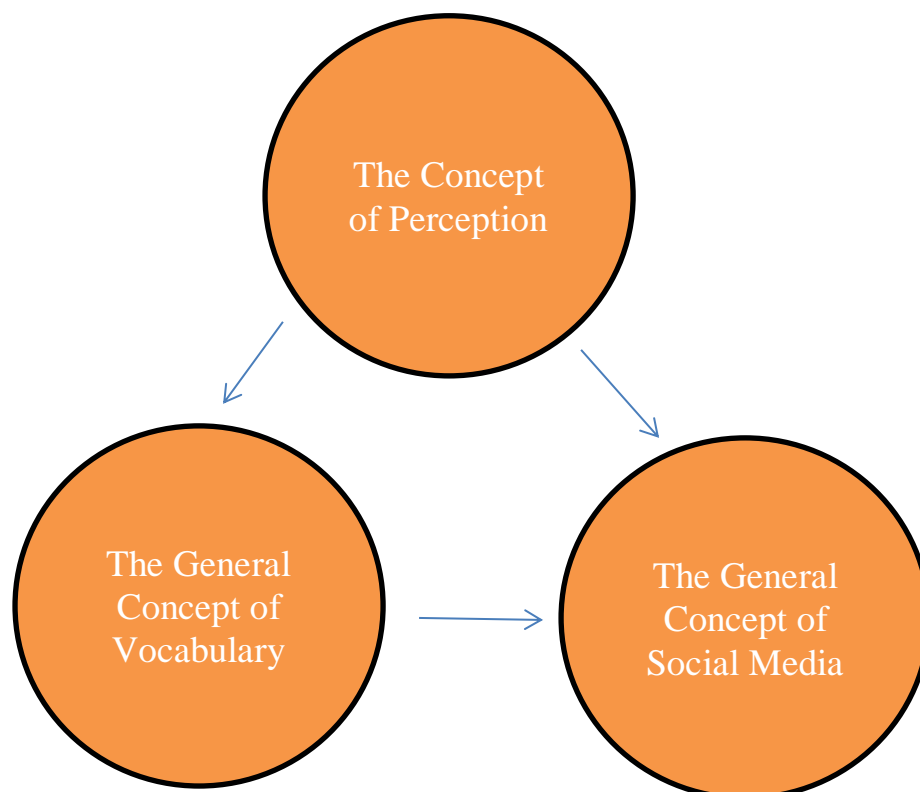 The Concept
of Perception
The General
Concept of
Vocabulary
The General
Concept of
Social Media